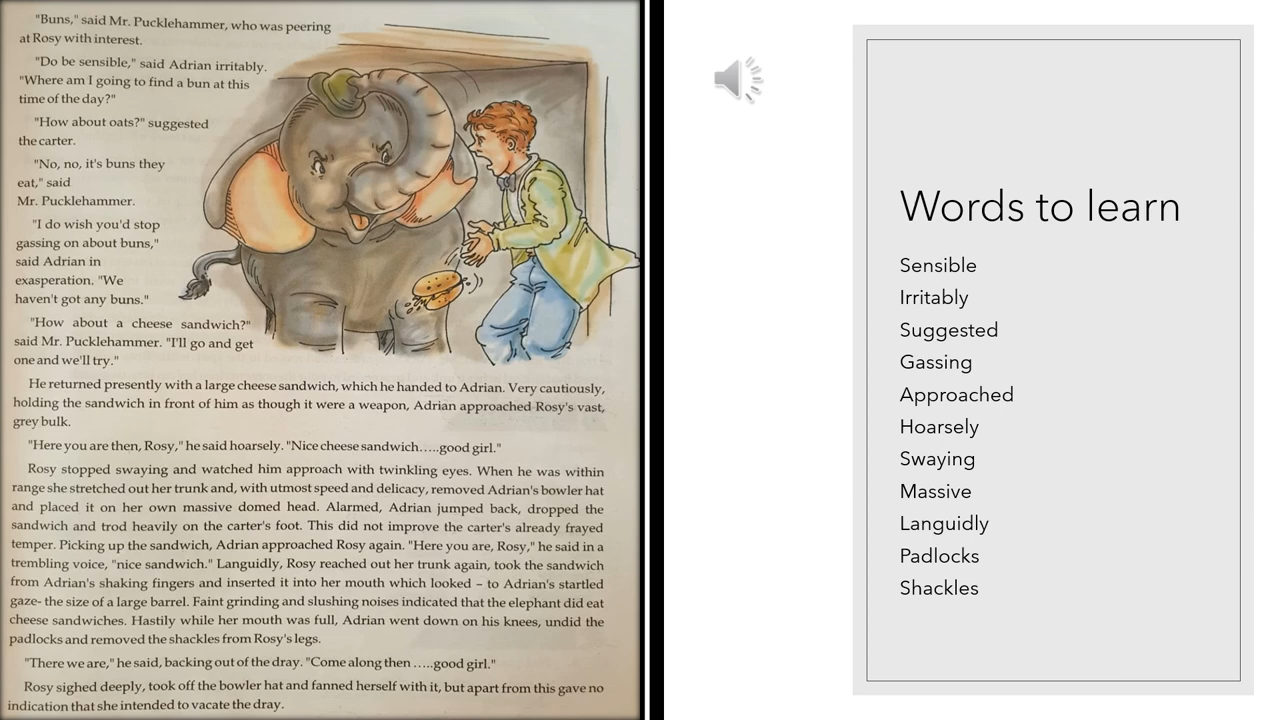 "Buns," said Mr. Pucklehammer, who was peering
at Rosy with interest.
"Do be sensible," said Adrian irritably.
"Where am I going to find a bun at this
time of the day?"
"How about oats?" suggested
the carter.
"No, no, it's buns they
eat," said
Mr. Pucklehammer.
"I do wish you'd stop
gassing on about buns,"
said Adrian in
exasperation. "We
haven't got any buns."
"How about a cheese sandwich?"
said Mr. Pucklehammer. "I'll go and get
one and we'll try."
He returned presently with a large cheese sandwich, which he handed to Adrian. Very cautiously,
holding the sandwich in front of him as though it were a weapon, Adrian approached Rosy's vast,
grey bulk.
"Here you are then, Rosy," he said hoarsely. "Nice cheese sandwich.....good girl."
Rosy stopped swaying and watched him approach with twinkling eyes. When he was within
range she stretched out her trunk and, with utmost speed and delicacy, removed Adrian's bowler hat
and placed it on her own massive domed head. Alarmed, Adrian jumped back, dropped the
sandwich and trod heavily on the carter's foot. This did not improve the carter's already frayed
temper. Picking up the sandwich, Adrian approached Rosy again. "Here you are, Rosy," he said in a
trembling voice, "nice sandwich." Languidly, Rosy reached out her trunk again, took the sandwich
from Adrian's shaking fingers and inserted it into her mouth which looked – to Adrian's startled
gaze- the size of a large barrel. Faint grinding and slushing noises indicated that the elephant did eat
cheese sandwiches. Hastily while her mouth was full, Adrian went down on his knees, undid the
padlocks and removed the shackles from Rosy's legs.
"There we are," he said, backing out of the dray. "Come along then .....good girl."
Rosy sighed deeply, took off the bowler hat and fanned herself with it, but apart from this gave no
indication that she intended to vacate the dray.
Words to learn
Sensible
Irritably
Suggested
Gassing
Approached
Hoarsely
Swaying
Massive
Languidly
Padlocks
Shackles